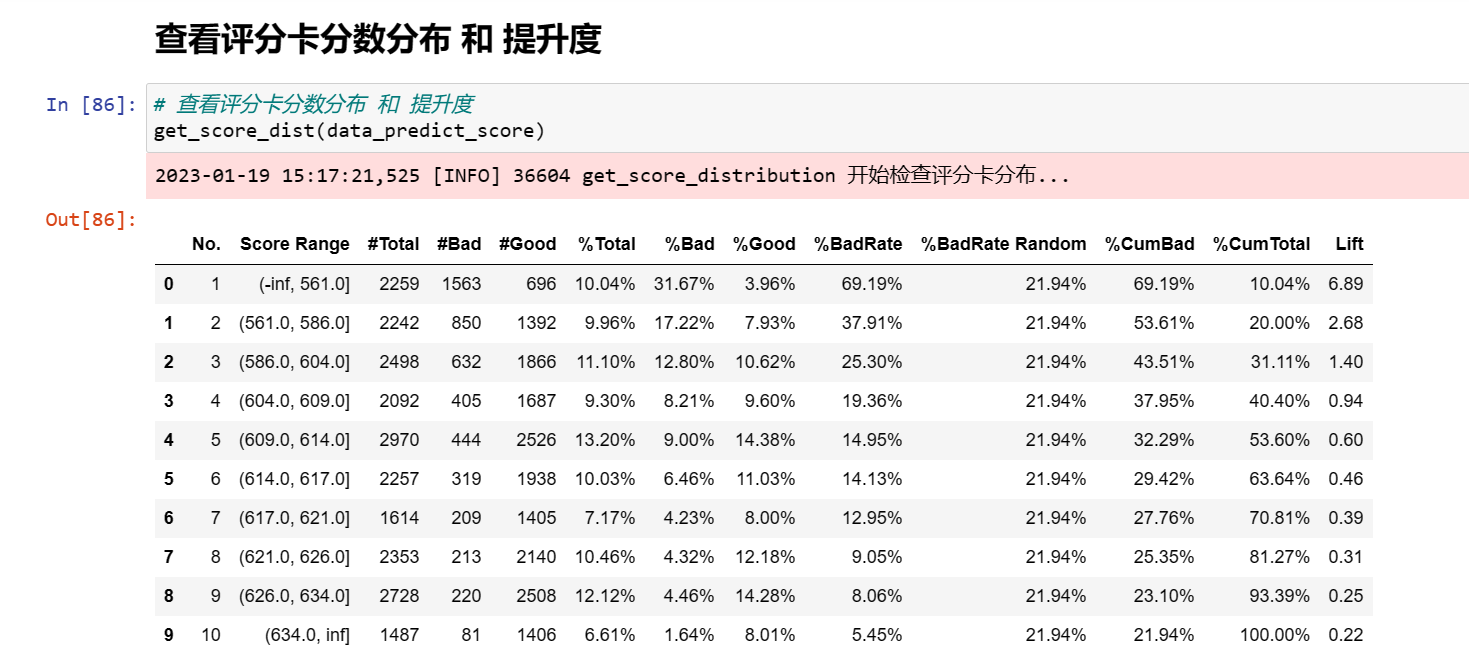 查看评分卡分数分布 和 提升度
In [86]: # 查看评分卡分数分布 和 提升度
get_score_dist(data_predict_score)
2023-01-19 15:17:21,525 [INFO] 36604 get_score_distribution 开始检查评分卡分布...
Out[86]:
No. Score Range #Total #Bad #Good %Total %Bad %Good %BadRate %BadRate Random %CumBad %CumTotal Lift
0 1 (-inf, 561.0] 2259 1563 696 10.04% 31.67% 3.96% 69.19% 21.94% 69.19% 10.04% 6.89
1 2 (561.0, 586.0] 2242 850 1392 9.96% 17.22% 7.93% 37.91% 21.94% 53.61% 20.00% 2.68
2 3 (586.0, 604.0] 2498 632 1866 11.10% 12.80% 10.62% 25.30% 21.94% 43.51% 31.11% 1.40
3 4 (604.0, 609.0] 2092 405 1687 9.30% 8.21% 9.60% 19.36% 21.94% 37.95% 40.40% 0.94
4 5 (609.0, 614.0] 2970 444 2526 13.20% 9.00% 14.38% 14.95% 21.94% 32.29% 53.60% 0.60
5 6 (614.0, 617.0] 2257 319 1938 10.03% 6.46% 11.03% 14.13% 21.94% 29.42% 63.64% 0.46
6 7 (617.0, 621.0] 1614 209 1405 7.17% 4.23% 8.00% 12.95% 21.94% 27.76% 70.81% 0.39
7 8 (621.0, 626.0] 2353 213 2140 10.46% 4.32% 12.18% 9.05% 21.94% 25.35% 81.27% 0.31
8 9 (626.0, 634.0] 2728 220 2508 12.12% 4.46% 14.28% 8.06% 21.94% 23.10% 93.39% 0.25
9 10 (634.0, inf] 1487 81 1406 6.61% 1.64% 8.01% 5.45% 21.94% 21.94% 100.00% 0.22